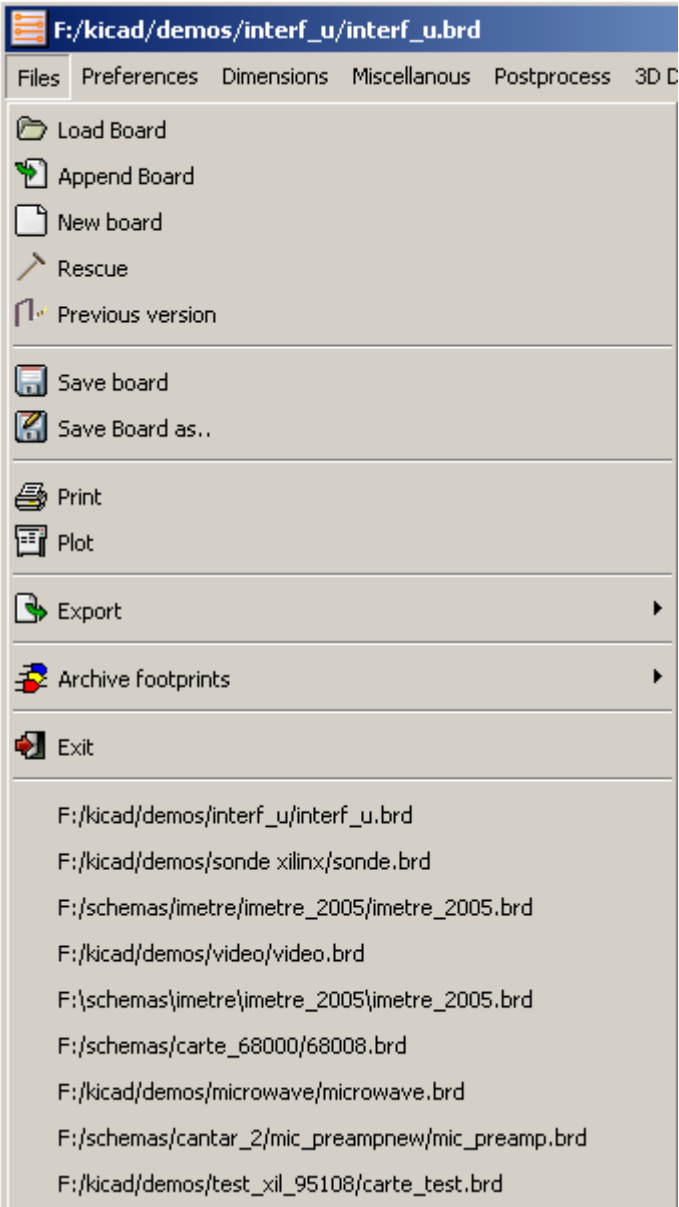 F:/kicad/demos/interf_u/interf_u.brd
Files Preferences Dimensions Miscellanous Postprocess 3D D
Load Board
Append Board
New board
Rescue
Previous version
Save board
Save Board as..
Print
Plot
Export
Archive footprints
Exit
F:/kicad/demos/interf_u/interf_u.brd
F:/kicad/demos/sonde xilinx/sonde.brd
F:/schemas/imetre/imetre_2005/imetre_2005.brd
F:/kicad/demos/video/video.brd
F:\schemas\imetre\imetre_2005\imetre_2005.brd
F:/schemas/carte_68000/68008.brd
F:/kicad/demos/microwave/microwave.brd
F:/schemas/cantar_2/mic_preampnew/mic_preamp.brd
F:/kicad/demos/test_xil_95108/carte_test.brd